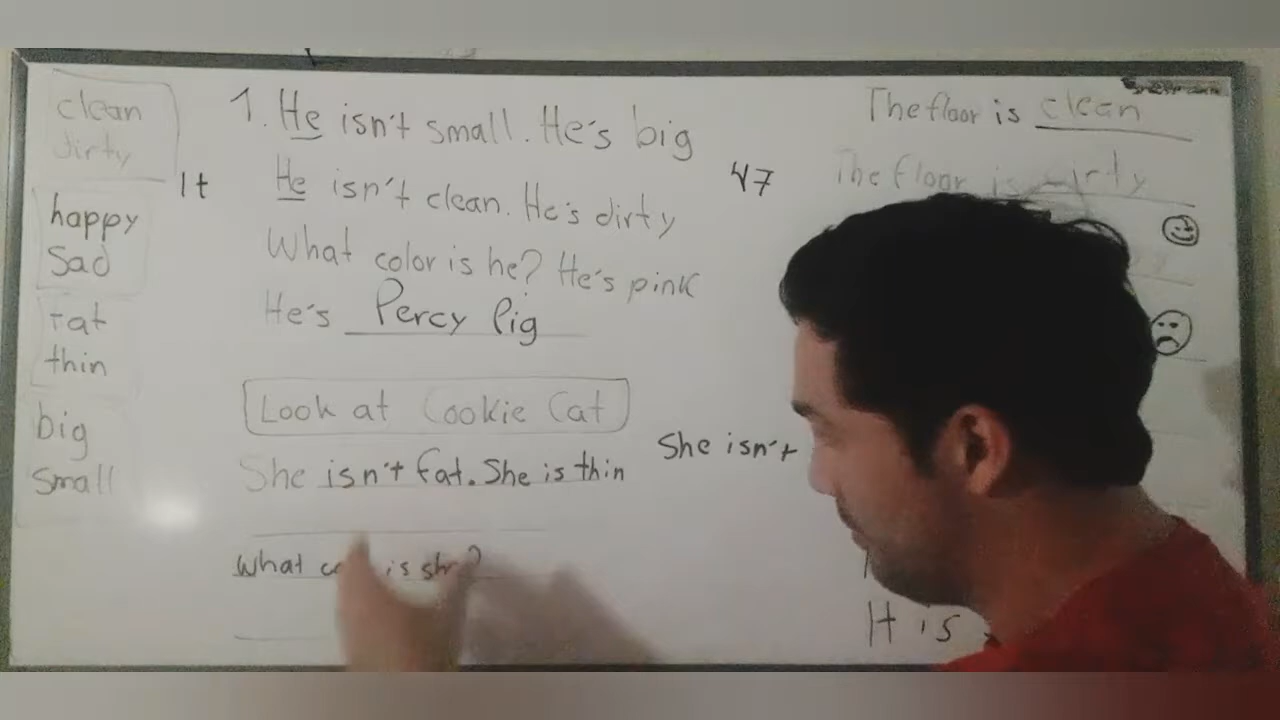 clean
dirty
happy
Sad
Fat
thin
big
small
It
1. He isn't small. He's big
He isn't clean. He's dirty
What color is he? He's pink
He's Percy Pig
Look at Cookie Cat
She isn't fat. She is thin
What is she?
47
She isn't
The floor is clean
The floor is dirty
It is